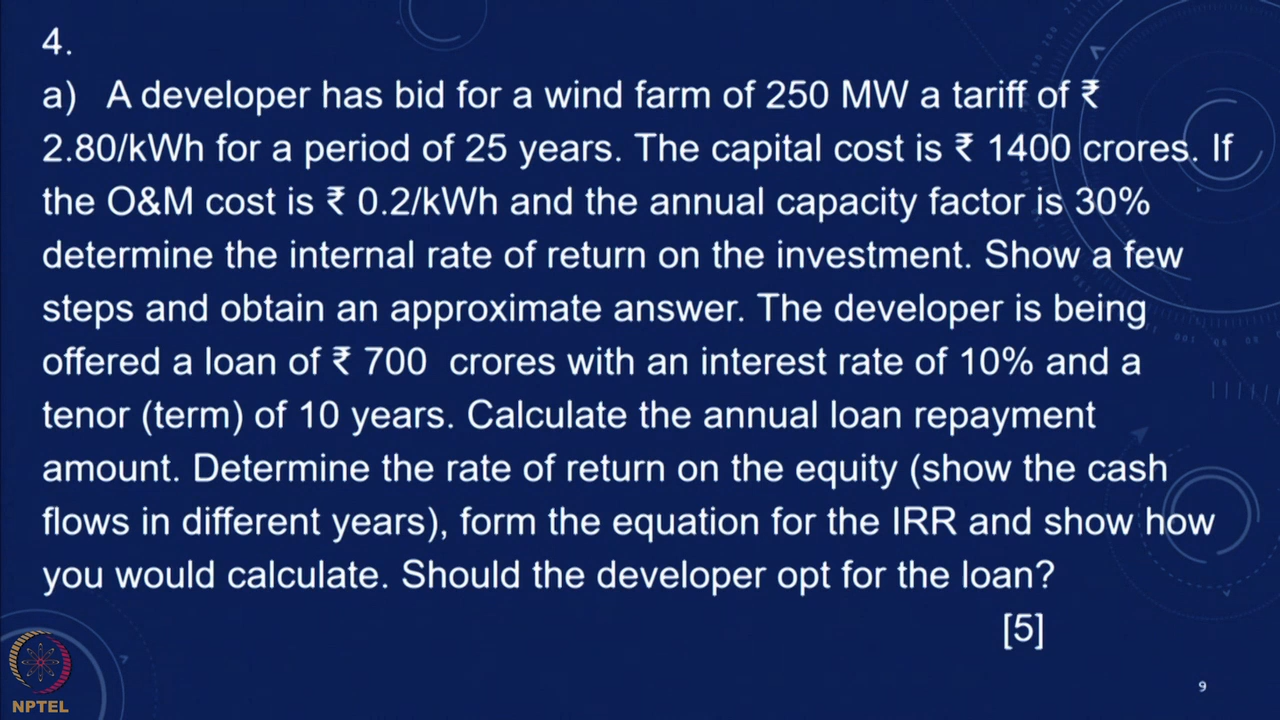 4.
a) A developer has bid for a wind farm of 250 MW a tariff of ₹
2.80/kWh for a period of 25 years. The capital cost is ₹ 1400 crores. If
the O&M cost is ₹ 0.2/kWh and the annual capacity factor is 30%
determine the internal rate of return on the investment. Show a few
steps and obtain an approximate answer. The developer is being
offered a loan of ₹ 700 crores with an interest rate of 10% and a
tenor (term) of 10 years. Calculate the annual loan repayment
amount. Determine the rate of return on the equity (show the cash
flows in different years), form the equation for the IRR and show how
you would calculate. Should the developer opt for the loan?
[5]
NPTEL
9